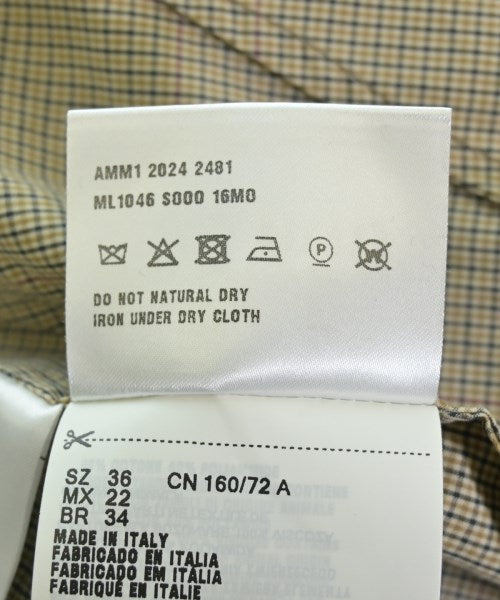 AMM1 2024 2481
ML1046 S000 16M0
P
W
DO NOT NATURAL DRY
IRON UNDER DRY CLOTH
SZ 36 CN 160/72 A
MX 22
BR 34
MADE IN ITALY
FABRICADO EN ITALIA
FABRICADO EM ITALIA
FABRIQUÉ EN ITALIE